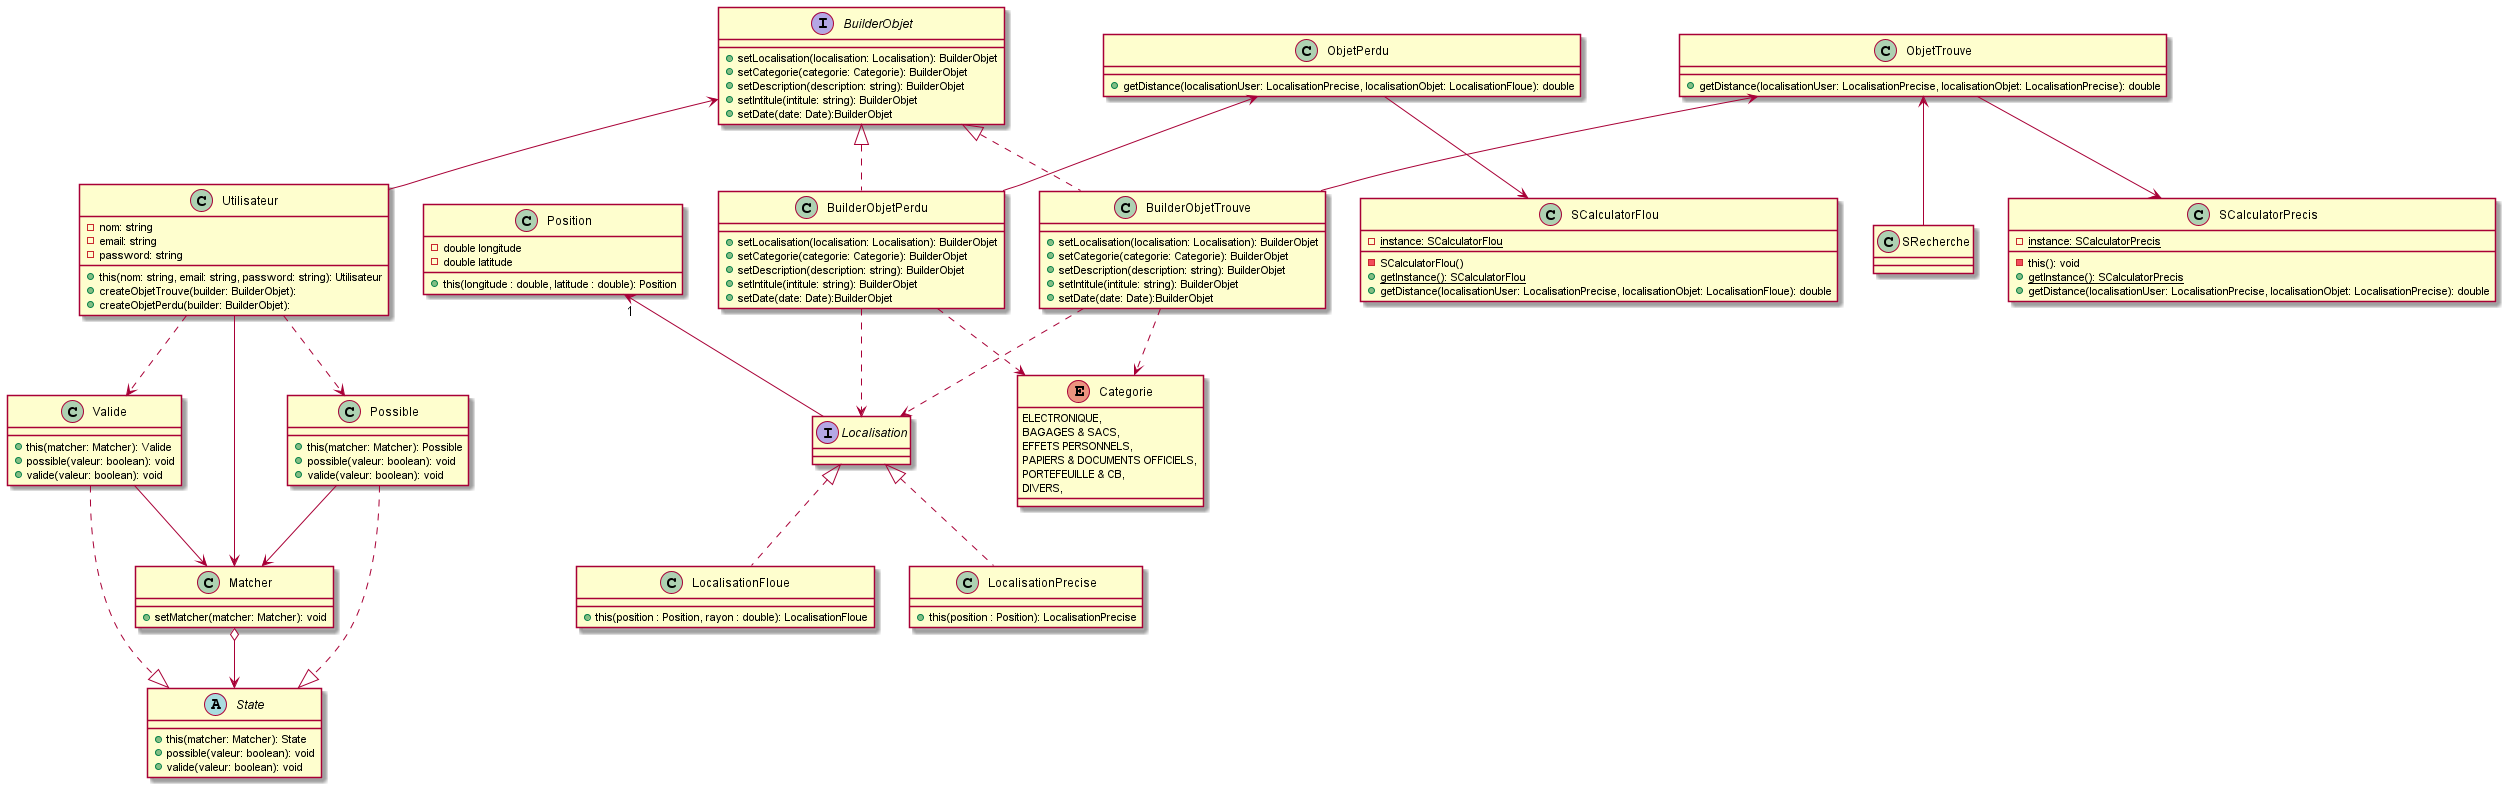 I BuilderObjet
setLocalisation(localisation: Localisation): BuilderObjet
setCategorie(categorie: Categorie): BuilderObjet
setDescription(description: string): BuilderObjet
setIntitule(intitule: string): BuilderObjet
setDate(date: Date):BuilderObjet
C ObjetPerdu
getDistance(localisationUser: LocalisationPrecise, localisationObjet: LocalisationFloue): double
C ObjetTrouve
getDistance(localisationUser: LocalisationPrecise, localisationObjet: LocalisationPrecise): double
C Utilisateur
nom: string
email: string
password: string
this(nom: string, email: string, password: string): Utilisateur
createObjetTrouve(builder: BuilderObjet):
createObjetPerdu(builder: BuilderObjet):
C Position
double longitude
double latitude
this(longitude : double, latitude : double): Position
1
C BuilderObjetPerdu
setLocalisation(localisation: Localisation): BuilderObjet
setCategorie(categorie: Categorie): BuilderObjet
setDescription(description: string): BuilderObjet
setIntitule(intitule: string): BuilderObjet
setDate(date: Date):BuilderObjet
C BuilderObjetTrouve
setLocalisation(localisation: Localisation): BuilderObjet
setCategorie(categorie: Categorie): BuilderObjet
setDescription(description: string): BuilderObjet
setIntitule(intitule: string): BuilderObjet
setDate(date: Date):BuilderObjet
C SCalculatorFlou
instance: SCalculatorFlou
SCalculatorFlou()
getInstance(): SCalculatorFlou
getDistance(localisationUser: LocalisationPrecise, localisationObjet: LocalisationFloue): double
C SRecherche
C SCalculatorPrecis
instance: SCalculatorPrecis
this(): void
getInstance(): SCalculatorPrecis
getDistance(localisationUser: LocalisationPrecise, localisationObjet: LocalisationPrecise): double
C Valide
this(matcher: Matcher): Valide
possible(valeur: boolean): void
valide(valeur: boolean): void
C Possible
this(matcher: Matcher): Possible
possible(valeur: boolean): void
valide(valeur: boolean): void
I Localisation
E Categorie
ELECTRONIQUE,
BAGAGES & SACS,
EFFETS PERSONNELS,
PAPIERS & DOCUMENTS OFFICIELS,
PORTEFEUILLE & CB,
DIVERS,
C Matcher
setMatcher(matcher: Matcher): void
C LocalisationFloue
this(position : Position, rayon : double): LocalisationFloue
C LocalisationPrecise
this(position : Position): LocalisationPrecise
A State
this(matcher: Matcher): State
possible(valeur: boolean): void
valide(valeur: boolean): void